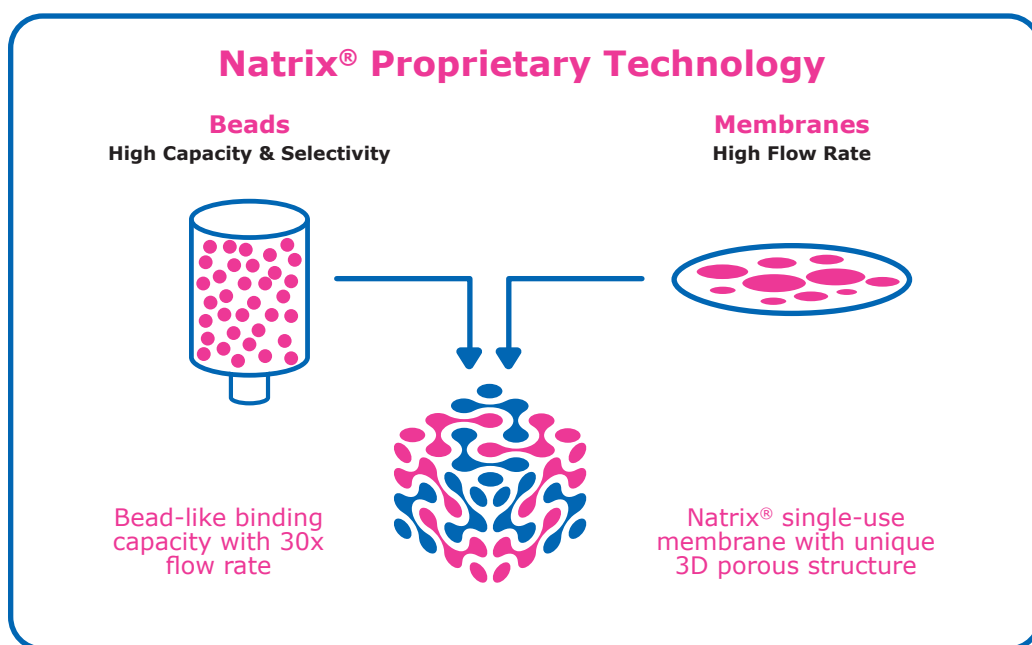 Natrix® Proprietary Technology
Beads
High Capacity & Selectivity
Membranes
High Flow Rate
Bead-like binding
capacity with 30x
flow rate
Natrix® single-use
membrane with unique
3D porous structure